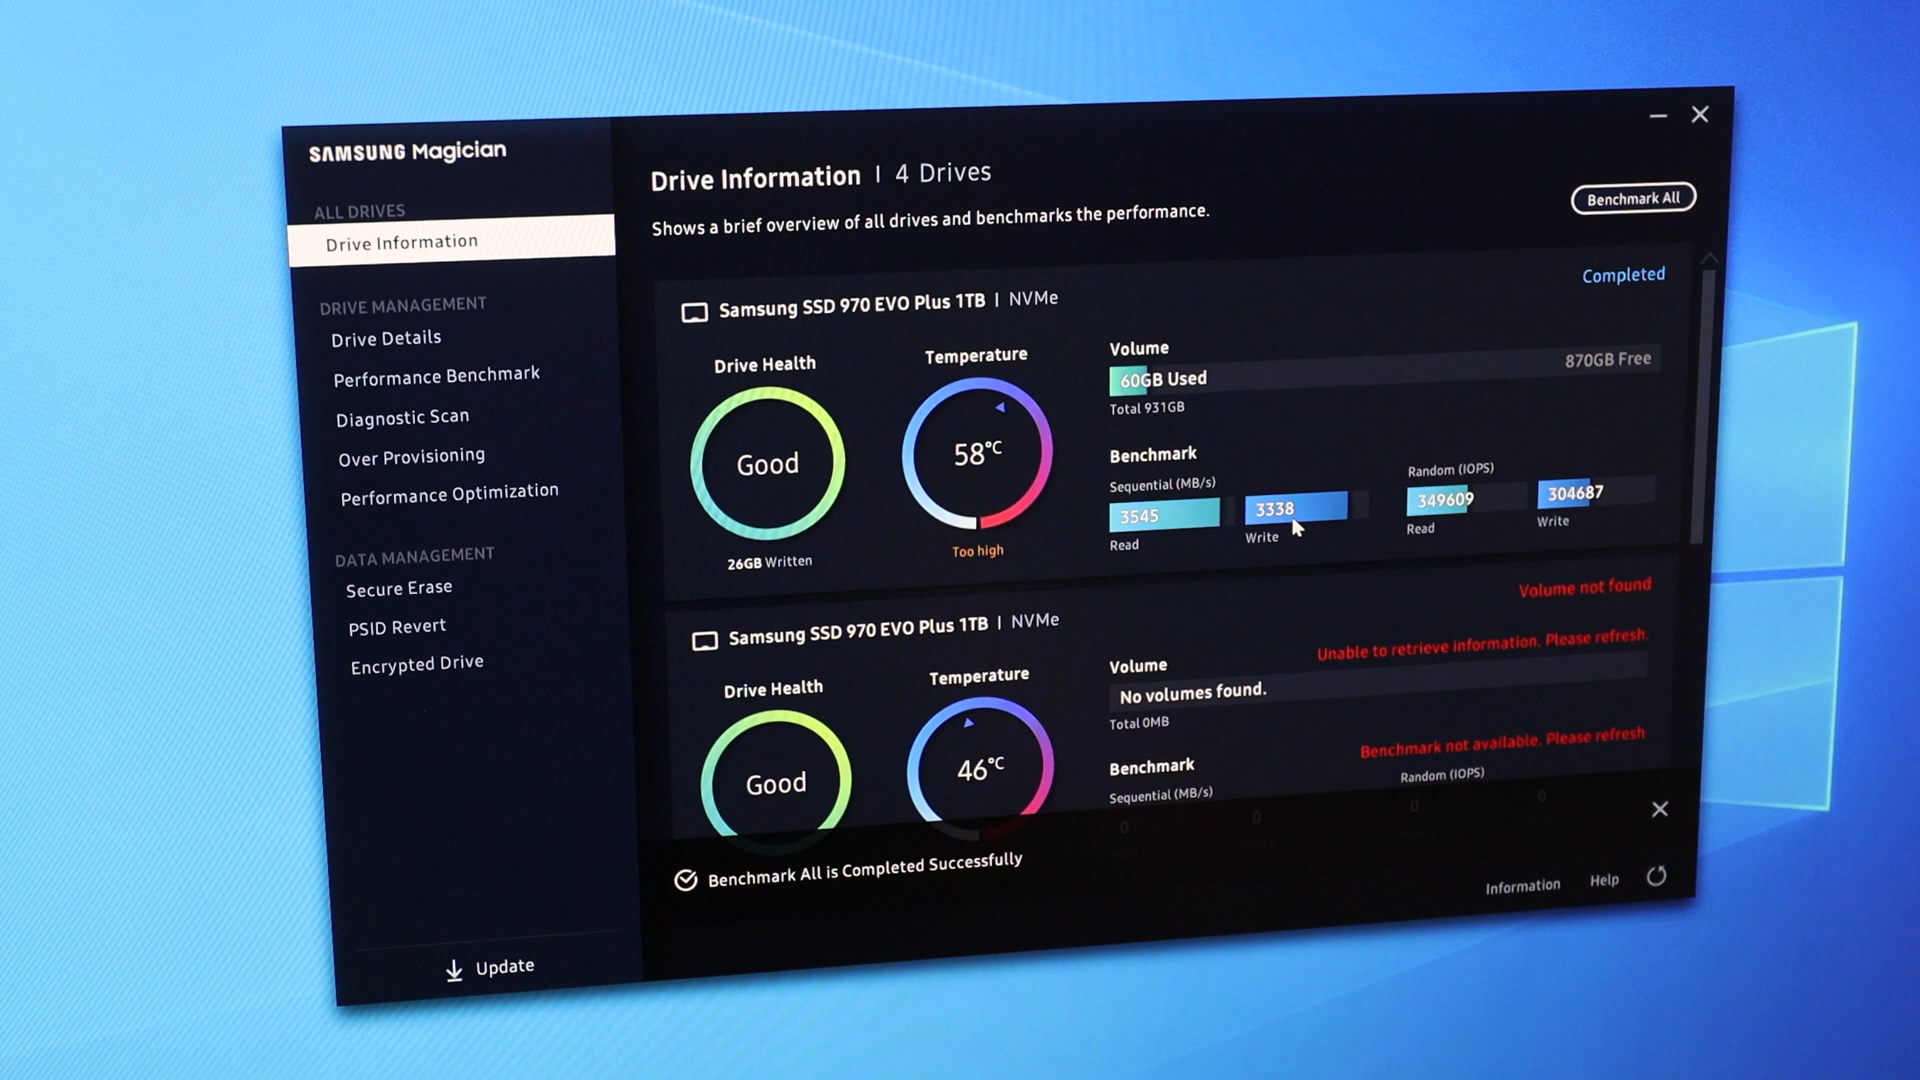 SAMSUNG Magician
ALL DRIVES
Drive Information
DRIVE MANAGEMENT
Drive Details
Performance Benchmark
Diagnostic Scan
Over Provisioning
Performance Optimization
DATA MANAGEMENT
Secure Erase
PSID Revert
Encrypted Drive
Update
Drive Information | 4 Drives
Shows a brief overview of all drives and benchmarks the performance.
Benchmark All
Completed
Samsung SSD 970 EVO Plus 1TB | NVMe
Drive Health
Good
26GB Written
Temperature
58°C
Too high
Volume
60GB Used
870GB Free
Total 931GB
Benchmark
Sequential (MB/s)
3545
Read
3338
Write
Random (IOPS)
349609
Read
304687
Write
Volume not found
Samsung SSD 970 EVO Plus 1TB | NVMe
Drive Health
Good
Temperature
46°C
Volume
Unable to retrieve information. Please refresh.
No volumes found.
Total 0MB
Benchmark
Benchmark not available. Please refresh
Sequential (MB/s)
0
0
Random (IOPS)
0
0
Benchmark All is Completed Successfully
Information Help